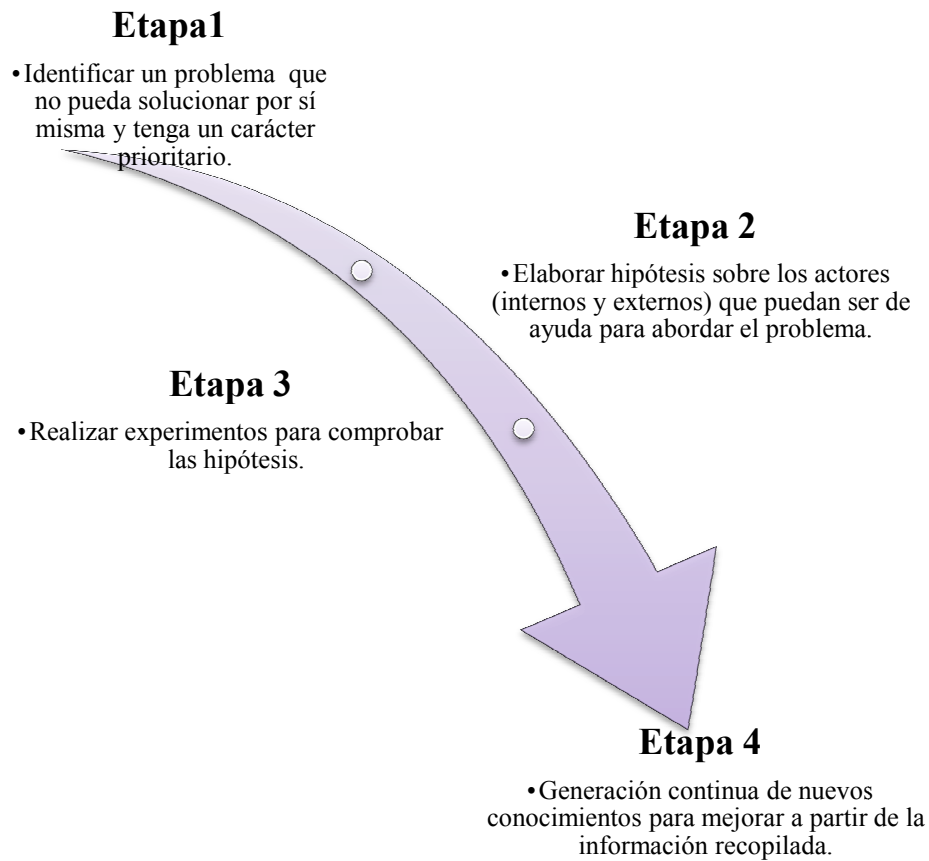 Etapa1
•Identificar un problema que
no pueda solucionar por sí
misma y tenga un carácter
prioritario.
Etapa 2
•Elaborar hipótesis sobre los actores
(internos y externos) que puedan ser de
ayuda para abordar el problema.
Etapa 3
•Realizar experimentos para comprobar
las hipótesis.
Etapa 4
•Generación continua de nuevos
conocimientos para mejorar a partir de la
información recopilada.